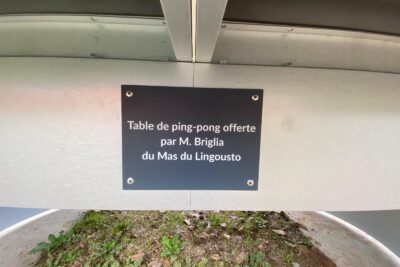 Table de ping-pong offerte
par M. Briglia
du Mas du Lingousto